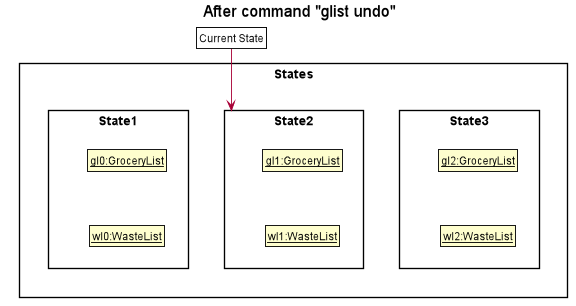 After command "glist undo"
Current State
States
State1
State2
State3
gl0:GroceryList
gl1:GroceryList
gl2:GroceryList
wl0:WasteList
wl1:WasteList
wl2:WasteList